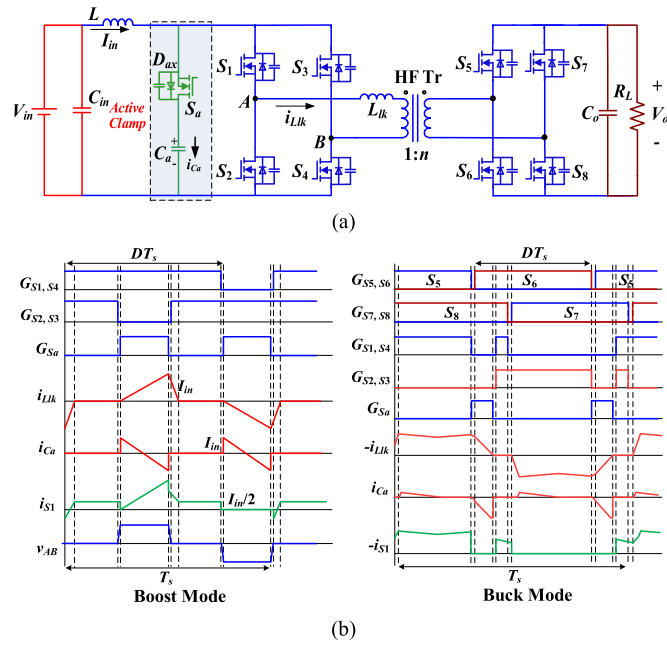 L
I_in
D_ax
S_a
C_a
+
-
i_Ca
V_in
C_in
Active
Clamp
S_1
S_3
A
i_Llk
L_lk
B
S_2
S_4
HF Tr
1:n
S_5
S_7
S_6
S_8
C_o
R_L
+
V_o
-
(a)
DT_s
G_S1, S4
G_S2, S3
G_Sa
i_Llk
I_in
i_Ca
I_in
i_S1
I_in/2
v_AB
T_s
Boost Mode
DT_s
G_S5, S6
S_5
S_6
S_5
G_S7, S8
S_8
S_7
G_S1, S4
G_S2, S3
G_Sa
-i_Llk
i_Ca
-i_S1
T_s
Buck Mode
(b)